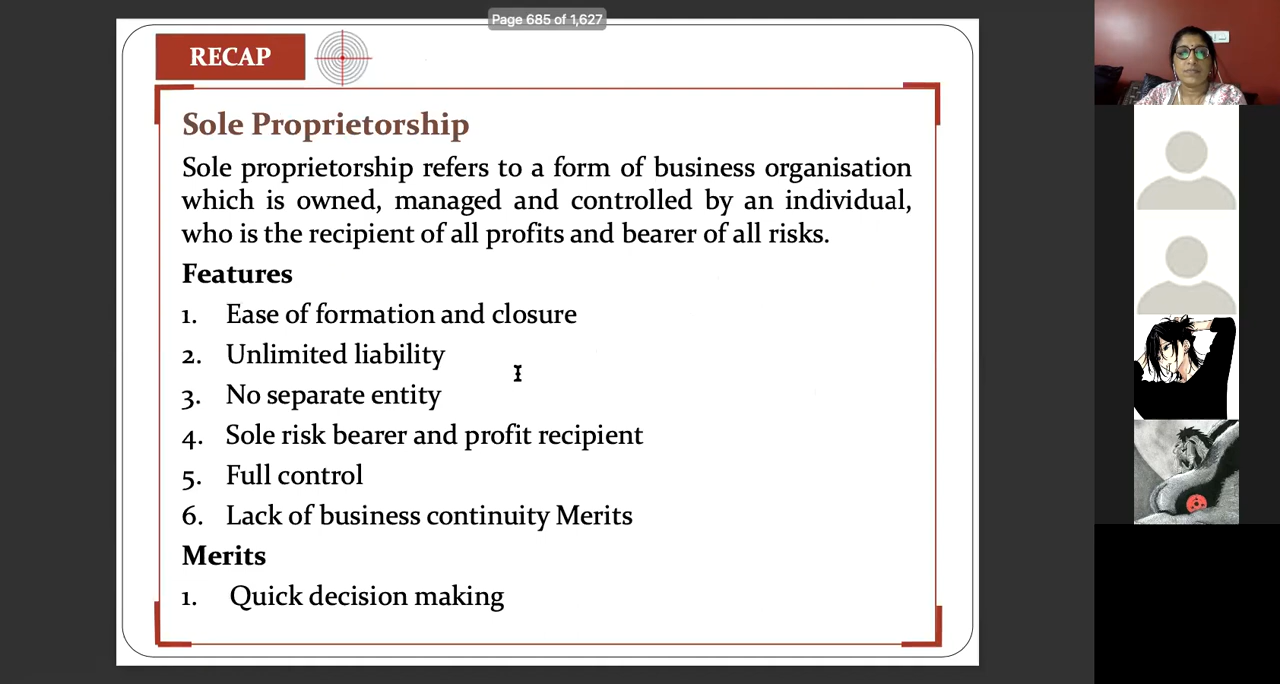 Page 685 of 1,627
RECAP
Sole Proprietorship
Sole proprietorship refers to a form of business organisation
which is owned, managed and controlled by an individual,
who is the recipient of all profits and bearer of all risks.
Features
1. Ease of formation and closure
2. Unlimited liability
3. No separate entity
4. Sole risk bearer and profit recipient
5. Full control
6. Lack of business continuity Merits
Merits
1. Quick decision making